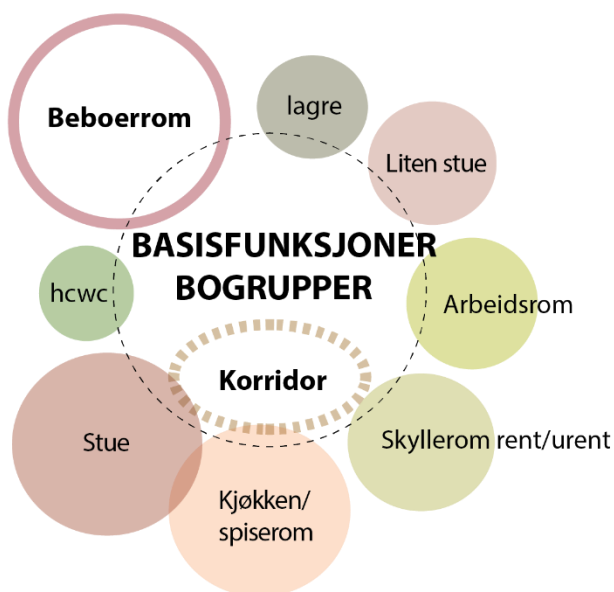 Beboerrom
lagre
Liten stue
BASISFUNKSJONER
BOGRUPPER
hcwc
Arbeidsrom
Korridor
Stue
Skyllerom rent/urent
Kjøkken/
spiserom